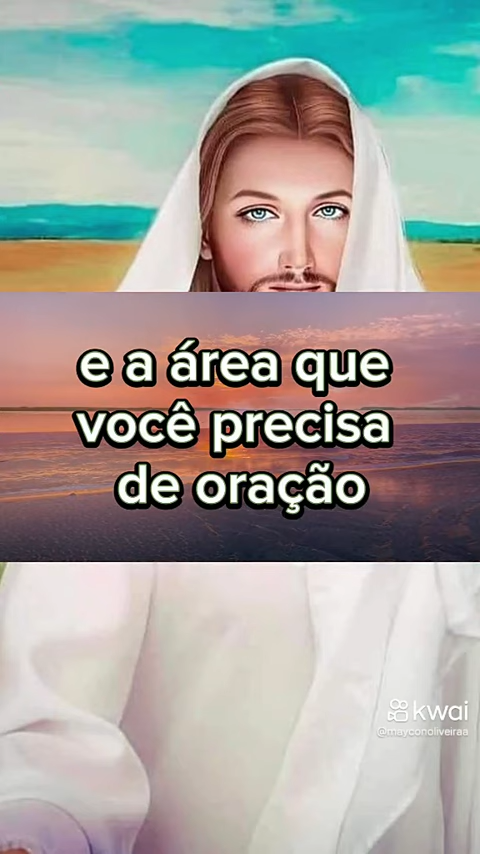 e a área que
você precisa
de oração
kwai
@mayconoliveiraa